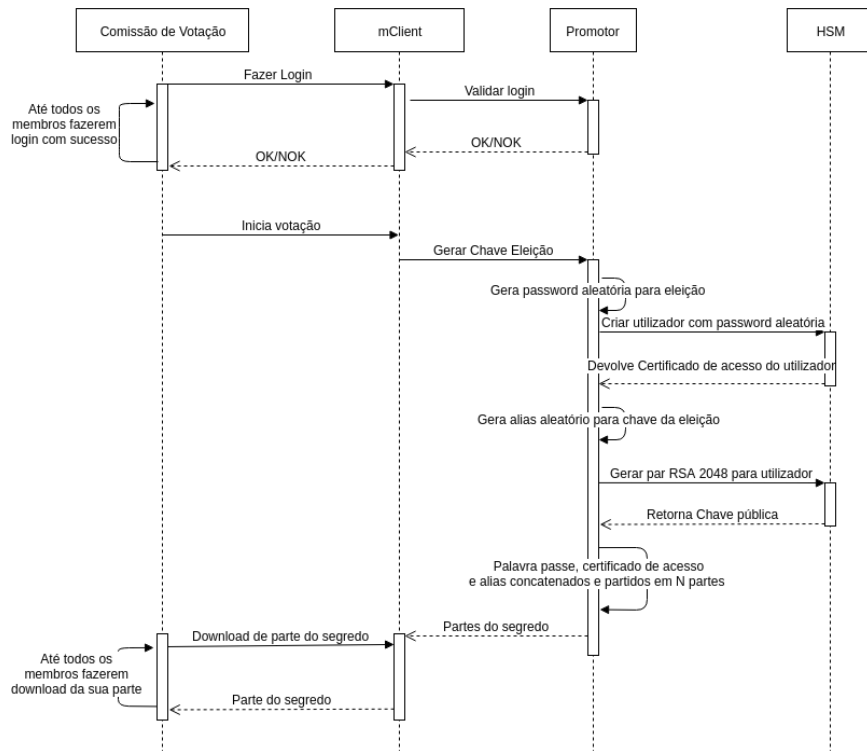 Comissão de Votação
mClient
Promotor
HSM
Fazer Login
Validar login
Até todos os
membros fazerem
login com sucesso
OK/NOK
OK/NOK
Inicia votação
Gerar Chave Eleição
Gera password aleatória para eleição
Criar utilizador com password aleatória
Devolve Certificado de acesso do utilizador
Gera alias aleatório para chave da eleição
Gerar par RSA 2048 para utilizador
Retorna Chave pública
Palavra passe, certificado de acesso
e alias concatenados e partidos em N partes
Partes do segredo
Download de parte do segredo
Até todos os
membros fazerem
download da sua parte
Parte do segredo